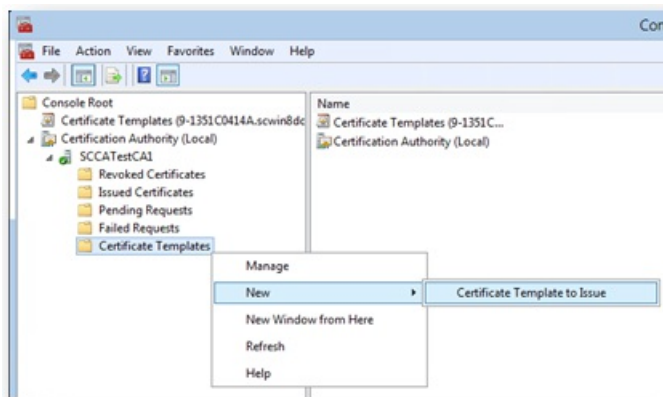 Con
File Action View Favorites Window Help
Console Root
Certificate Templates (9-1351C0414A.scwin8dc
Certification Authority (Local)
SCCATestCA1
Revoked Certificates
Issued Certificates
Pending Requests
Failed Requests
Certificate Templates
Name
Certificate Templates (9-1351C...
Certification Authority (Local)
Manage
New
Certificate Template to Issue
New Window from Here
Refresh
Help